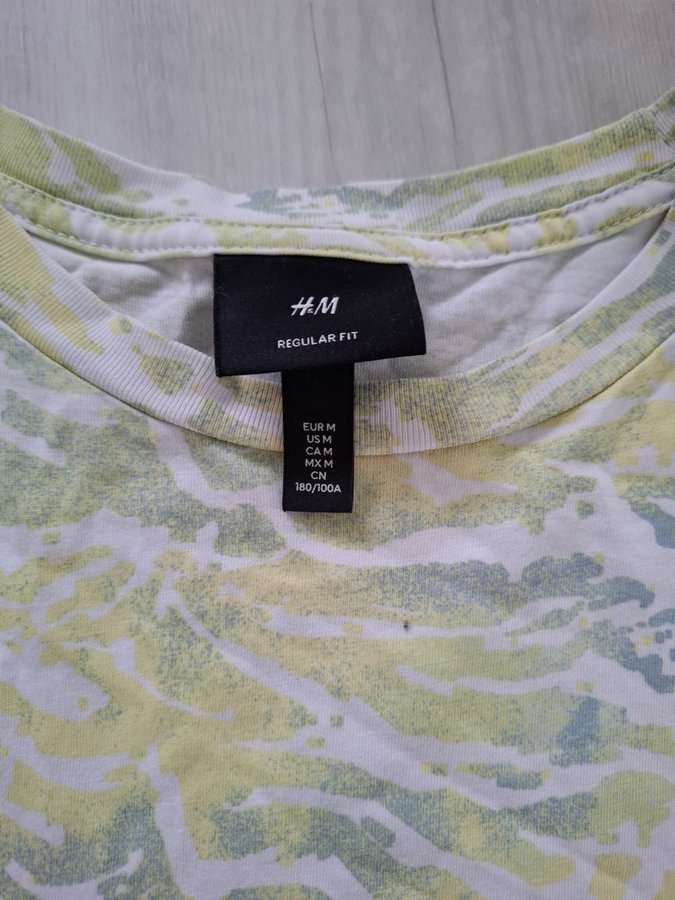 H&M
REGULAR FIT
EUR M
US M
CA M
MX M
CN
180/100A